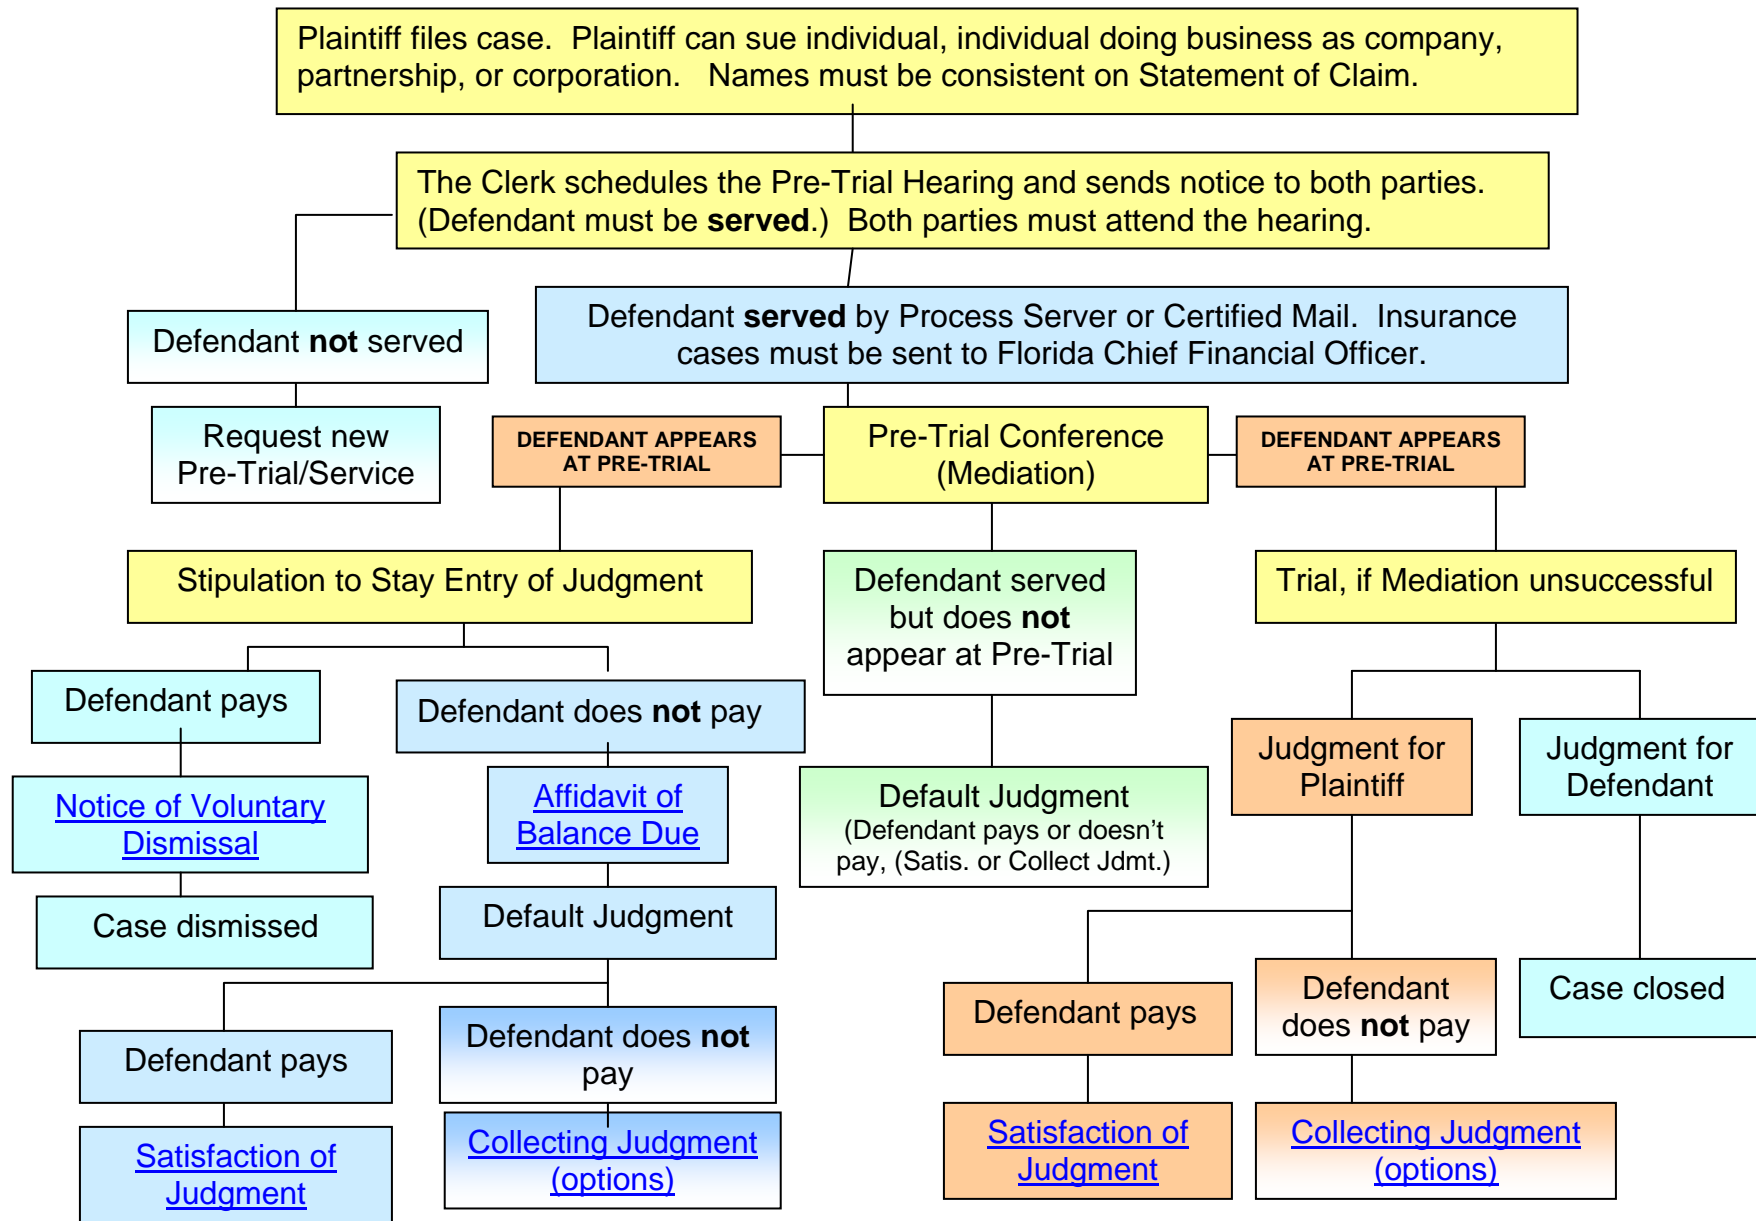 Plaintiff files case.  Plaintiff can sue individual, individual doing business as company,
partnership, or corporation.   Names must be consistent on Statement of Claim.
The Clerk schedules the Pre-Trial Hearing and sends notice to both parties.
(Defendant must be served.)  Both parties must attend the hearing.
Defendant not served
Defendant served by Process Server or Certified Mail.  Insurance
cases must be sent to Florida Chief Financial Officer.
Request new
Pre-Trial/Service
DEFENDANT APPEARS
AT PRE-TRIAL
Pre-Trial Conference
(Mediation)
DEFENDANT APPEARS
AT PRE-TRIAL
Stipulation to Stay Entry of Judgment
Defendant served
but does not
appear at Pre-Trial
Trial, if Mediation unsuccessful
Defendant pays
Defendant does not pay
Judgment for
Plaintiff
Judgment for
Defendant
Notice of Voluntary
Dismissal
Affidavit of
Balance Due
Default Judgment
(Defendant pays or doesn't
pay, (Satis. or Collect Jdmt.)
Case dismissed
Default Judgment
Defendant pays
Defendant does not
pay
Defendant pays
Defendant
does not pay
Case closed
Satisfaction of
Judgment
Collecting Judgment
(options)
Satisfaction of
Judgment
Collecting Judgment
(options)